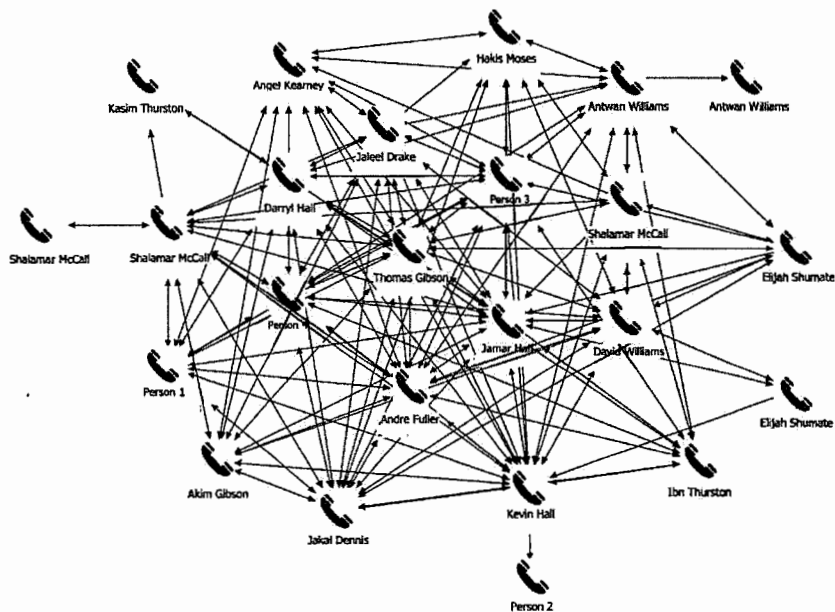 Hakis Moses
Angel Kearney
Kasim Thurston
Antwan Williams
Antwan Williams
Jaleel Drake
Person 3
Darryl Hall
Shalamar McCall
Shalamar McCall
Shalamar McCall
Elijah Shumate
Thomas Gibson
Person
Jamar Hall
David Williams
Person 1
Andre Fuller
Elijah Shumate
Akim Gibson
Ibn Thurston
Kevin Hall
Jakal Dennis
Person 2